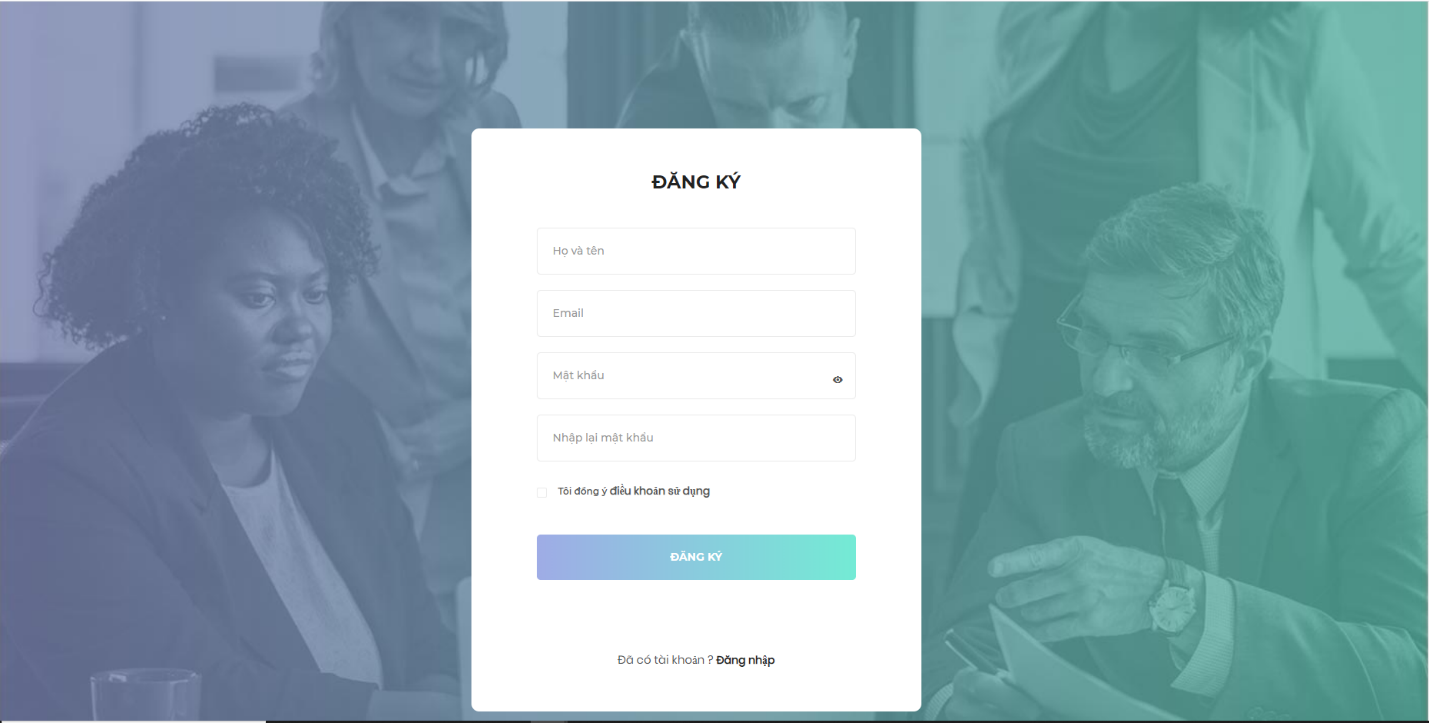 ĐĂNG KÝ
Họ và tên
Email
Mật khẩu
Nhập lại mật khẩu
Tôi đồng ý điều khoản sử dụng
ĐĂNG KÝ
Đã có tài khoản ? Đăng nhập